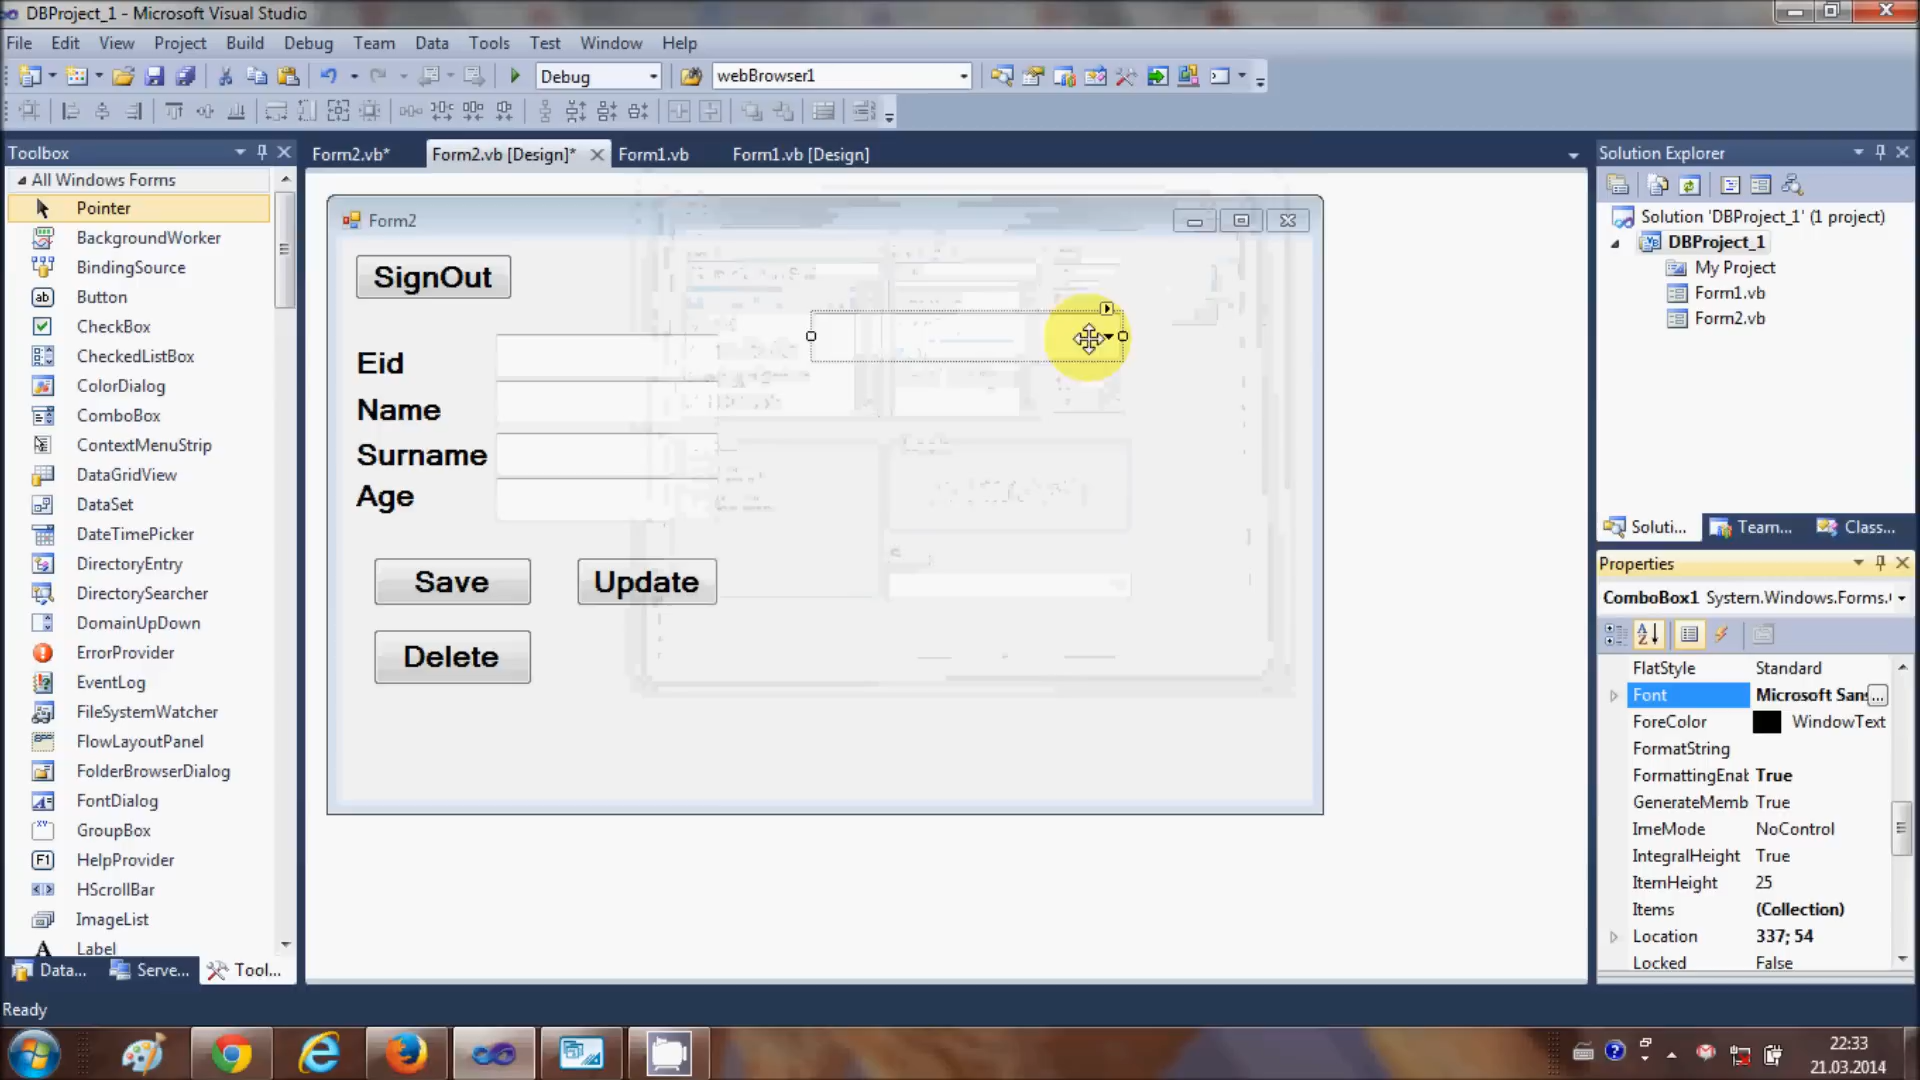 DBProject_1 - Microsoft Visual Studio
File Edit View Project Build Debug Team Data Tools Test Window Help
Debug webBrowser1
Toolbox
Form2.vb* Form2.vb [Design]* Form1.vb Form1.vb [Design]
Solution Explorer
All Windows Forms
Pointer
BackgroundWorker
BindingSource
Button
CheckBox
CheckedListBox
ColorDialog
ComboBox
ContextMenuStrip
DataGridView
DataSet
DateTimePicker
DirectoryEntry
DirectorySearcher
DomainUpDown
ErrorProvider
EventLog
FileSystemWatcher
FlowLayoutPanel
FolderBrowserDialog
FontDialog
GroupBox
HelpProvider
HScrollBar
ImageList
Label
Data... Serve... Tool...
Form2
SignOut
Eid
Name
Surname
Age
Save Update
Delete
Solution 'DBProject_1' (1 project)
DBProject_1
My Project
Form1.vb
Form2.vb
Soluti... Team... Class...
Properties
ComboBox1 System.Windows.Forms.
FlatStyle Standard
Font Microsoft Sans ...
ForeColor WindowText
FormatString
FormattingEnab True
GenerateMemb True
ImeMode NoControl
IntegralHeight True
ItemHeight 25
Items (Collection)
Location 337; 54
Locked False
Ready
22:33
21.03.2014